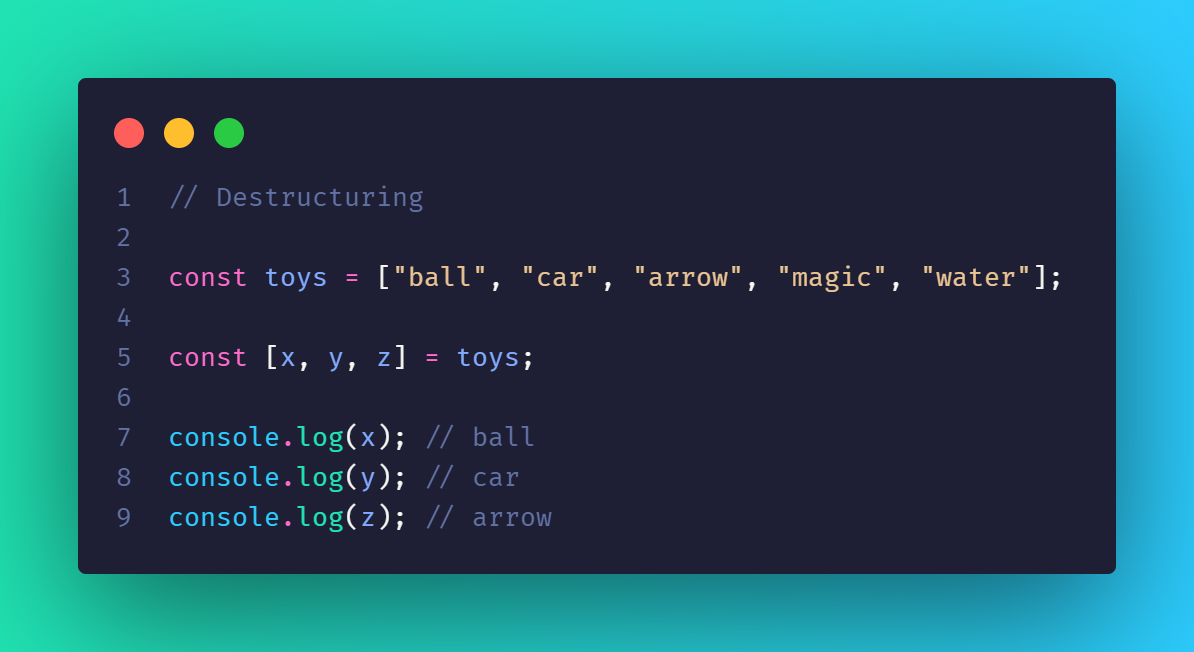 1 // Destructuring
2
3 const toys = ["ball", "car", "arrow", "magic", "water"];
4
5 const [x, y, z] = toys;
6
7 console.log(x); // ball
8 console.log(y); // car
9 console.log(z); // arrow